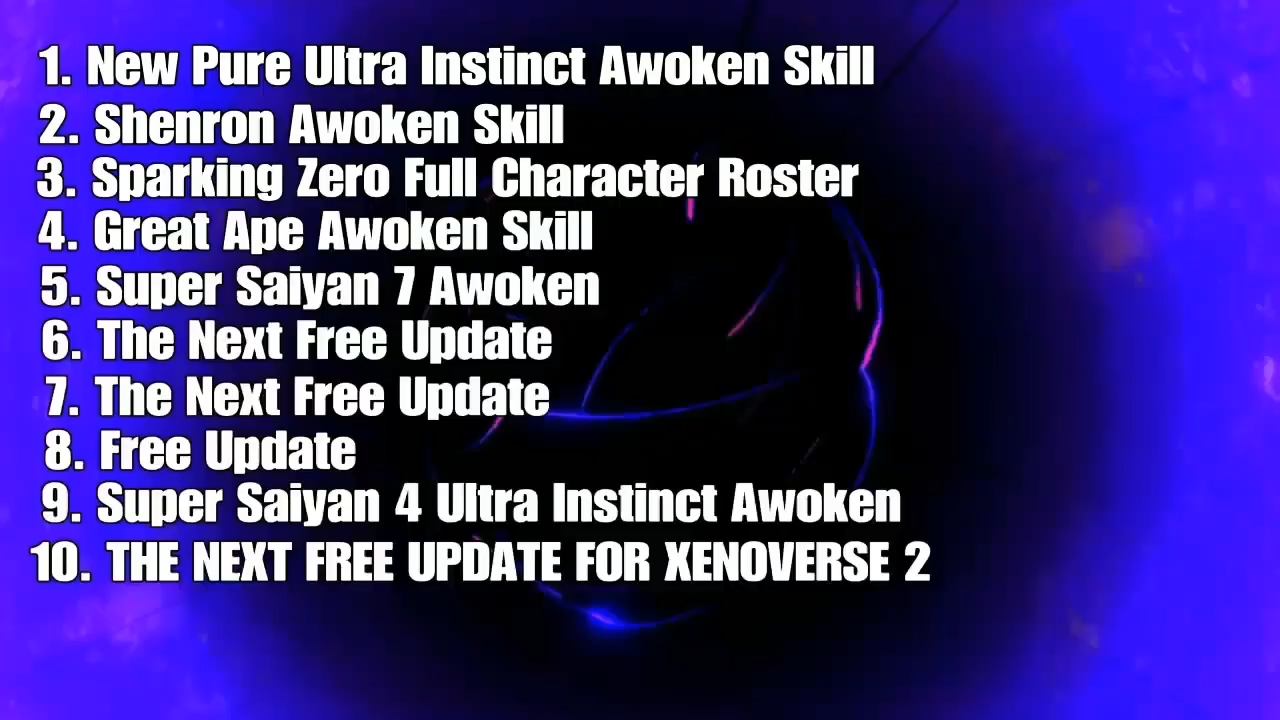 1. New Pure Ultra Instinct Awoken Skill
2. Shenron Awoken Skill
3. Sparking Zero Full Character Roster
4. Great Ape Awoken Skill
5. Super Saiyan 7 Awoken
6. The Next Free Update
7. The Next Free Update
8. Free Update
9. Super Saiyan 4 Ultra Instinct Awoken
10. THE NEXT FREE UPDATE FOR XENOVERSE 2